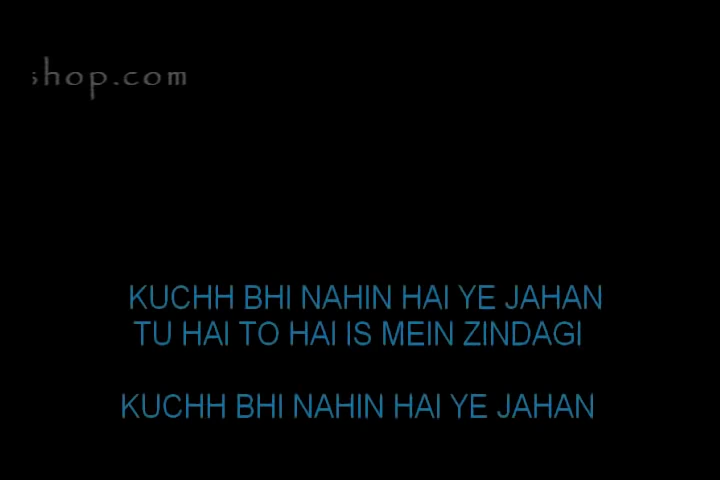 shop.com
KUCHH BHI NAHIN HAI YE JAHAN
TU HAI TO HAI IS MEIN ZINDAGI
KUCHH BHI NAHIN HAI YE JAHAN